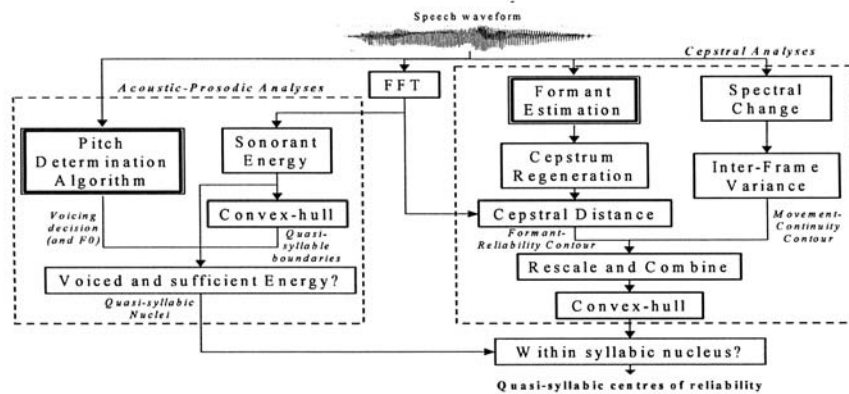 Speech waveform
Cepstral Analyses
Acoustic-Prosodic Analyses
FFT
Formant
Estimation
Spectral
Change
Pitch
Determination
Algorithm
Sonorant
Energy
Cepstrum
Regeneration
Inter-Frame
Variance
Convex-hull
Cepstral Distance
Voicing
decision
(and F0)
Quasi-
syllable
boundaries
Formant-
Reliability Contour
Movement-
Continuity
Contour
Voiced and sufficient Energy?
Rescale and Combine
Quasi-syllabic
Nuclei
Convex-hull
Within syllabic nucleus?
Quasi-syllabic centres of reliability